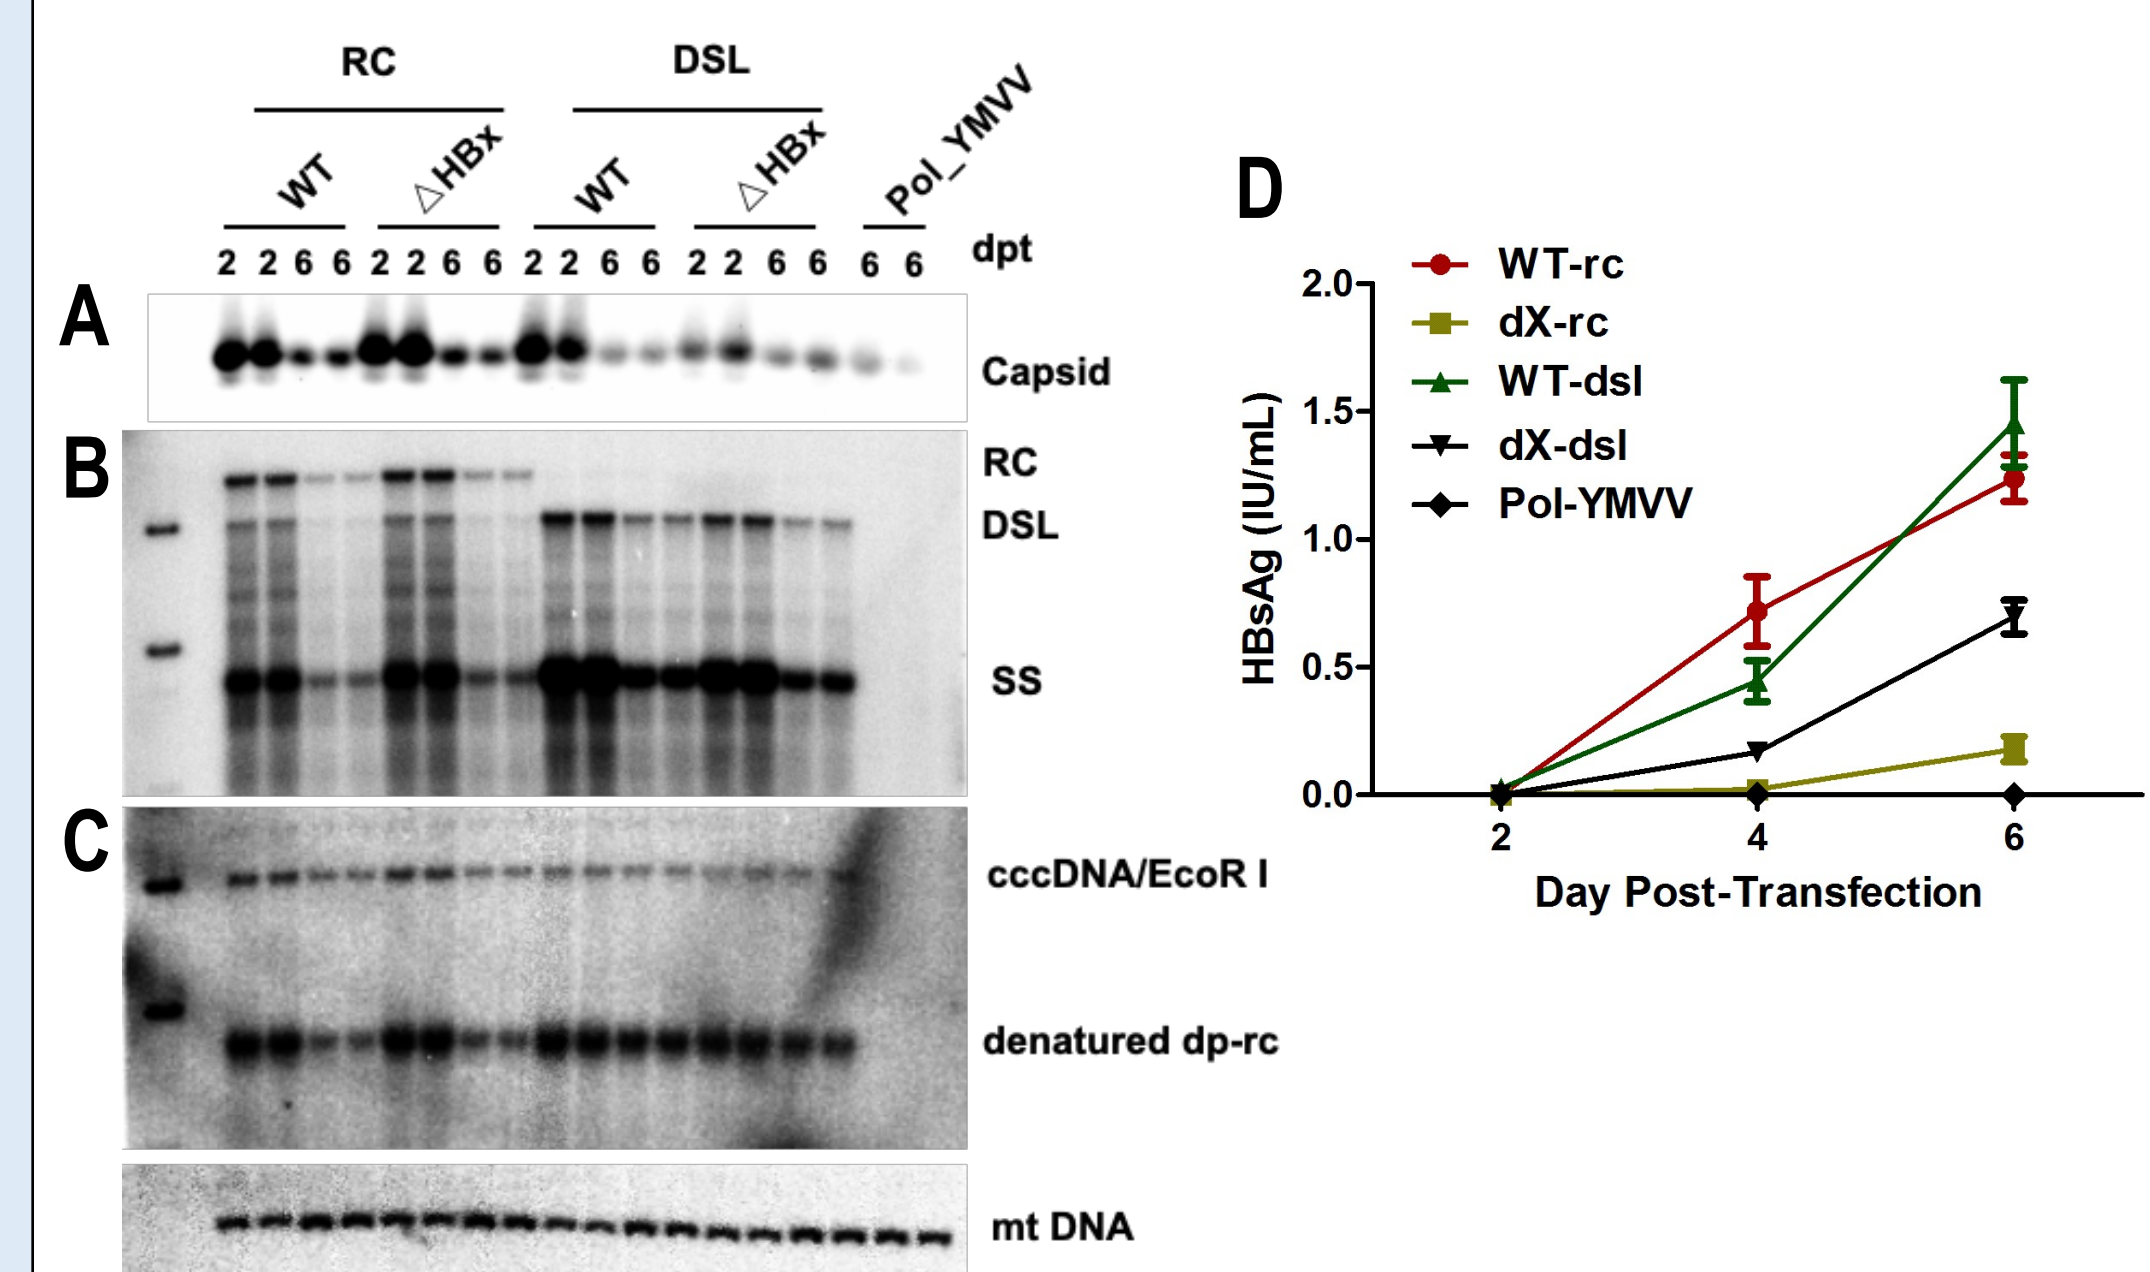 RC DSL
WT △HBx WT △HBx Pol_YMVV
2 2 6 6 2 2 6 6 2 2 6 6 2 2 6 6 6 6 dpt
A
Capsid
B
RC
DSL
SS
C
cccDNA/EcoR I
denatured dp-rc
mt DNA
D
WT-rc
dX-rc
WT-dsl
dX-dsl
Pol-YMVV
HBsAg (IU/mL)
2.0
1.5
1.0
0.5
0.0
2 4 6
Day Post-Transfection